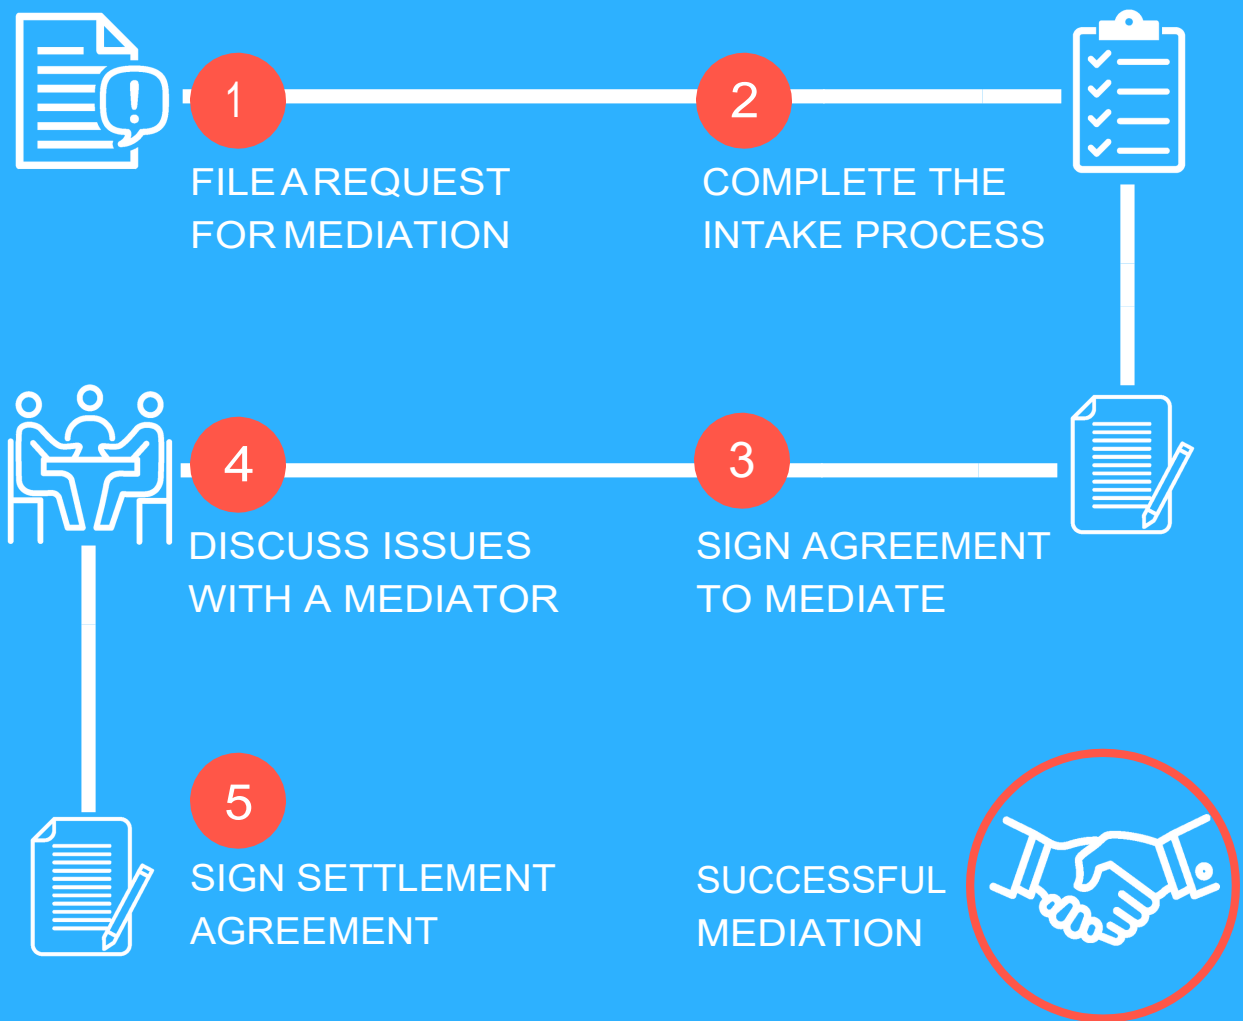 1
FILE A REQUEST
FOR MEDIATION
2
COMPLETE THE
INTAKE PROCESS
3
SIGN AGREEMENT
TO MEDIATE
4
DISCUSS ISSUES
WITH A MEDIATOR
5
SIGN SETTLEMENT
AGREEMENT
SUCCESSFUL
MEDIATION